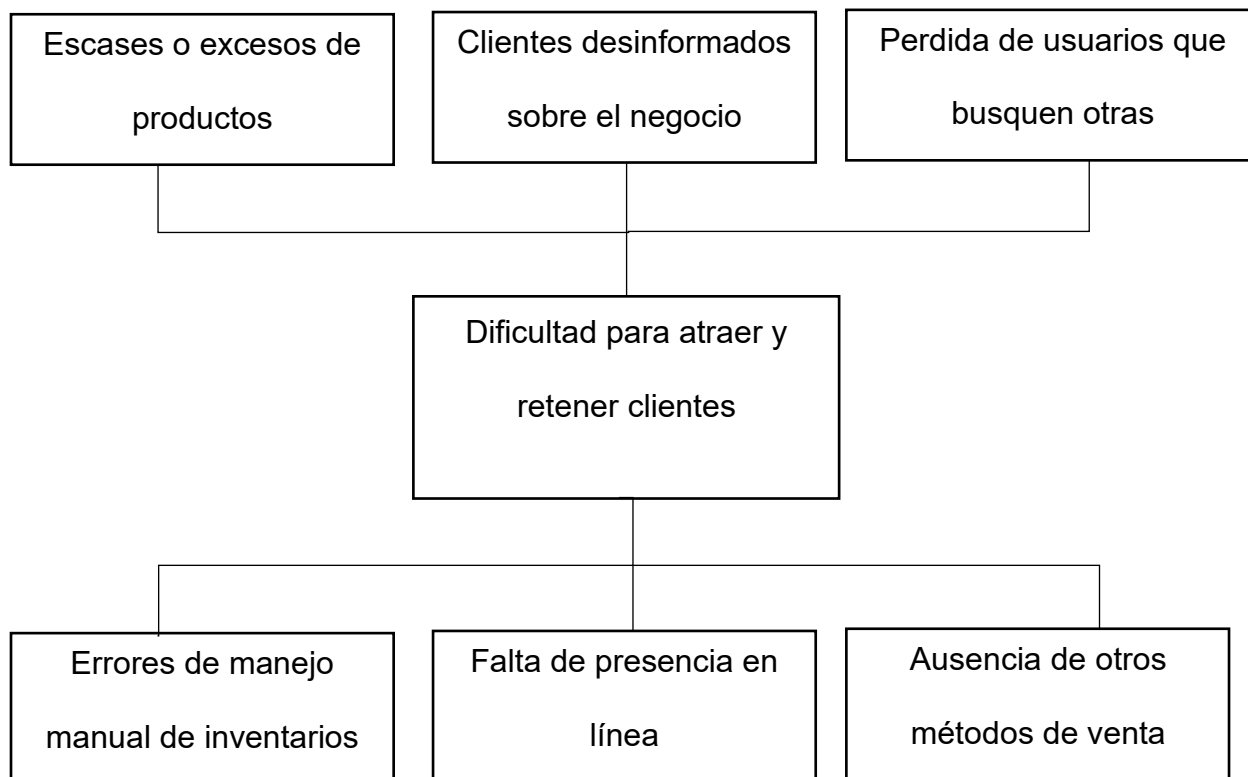 Escases o excesos de
productos
Clientes desinformados
sobre el negocio
Perdida de usuarios que
busquen otras
Dificultad para atraer y
retener clientes
Errores de manejo
manual de inventarios
Falta de presencia en
línea
Ausencia de otros
métodos de venta